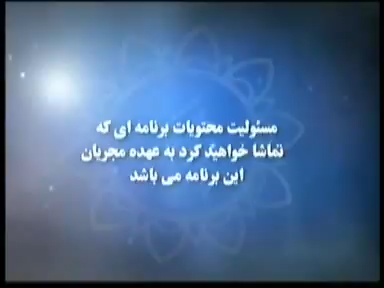 مسئولیت محتویات برنامه ای که
تماشا خواهید کرد به عهده مجریان
این برنامه می باشد